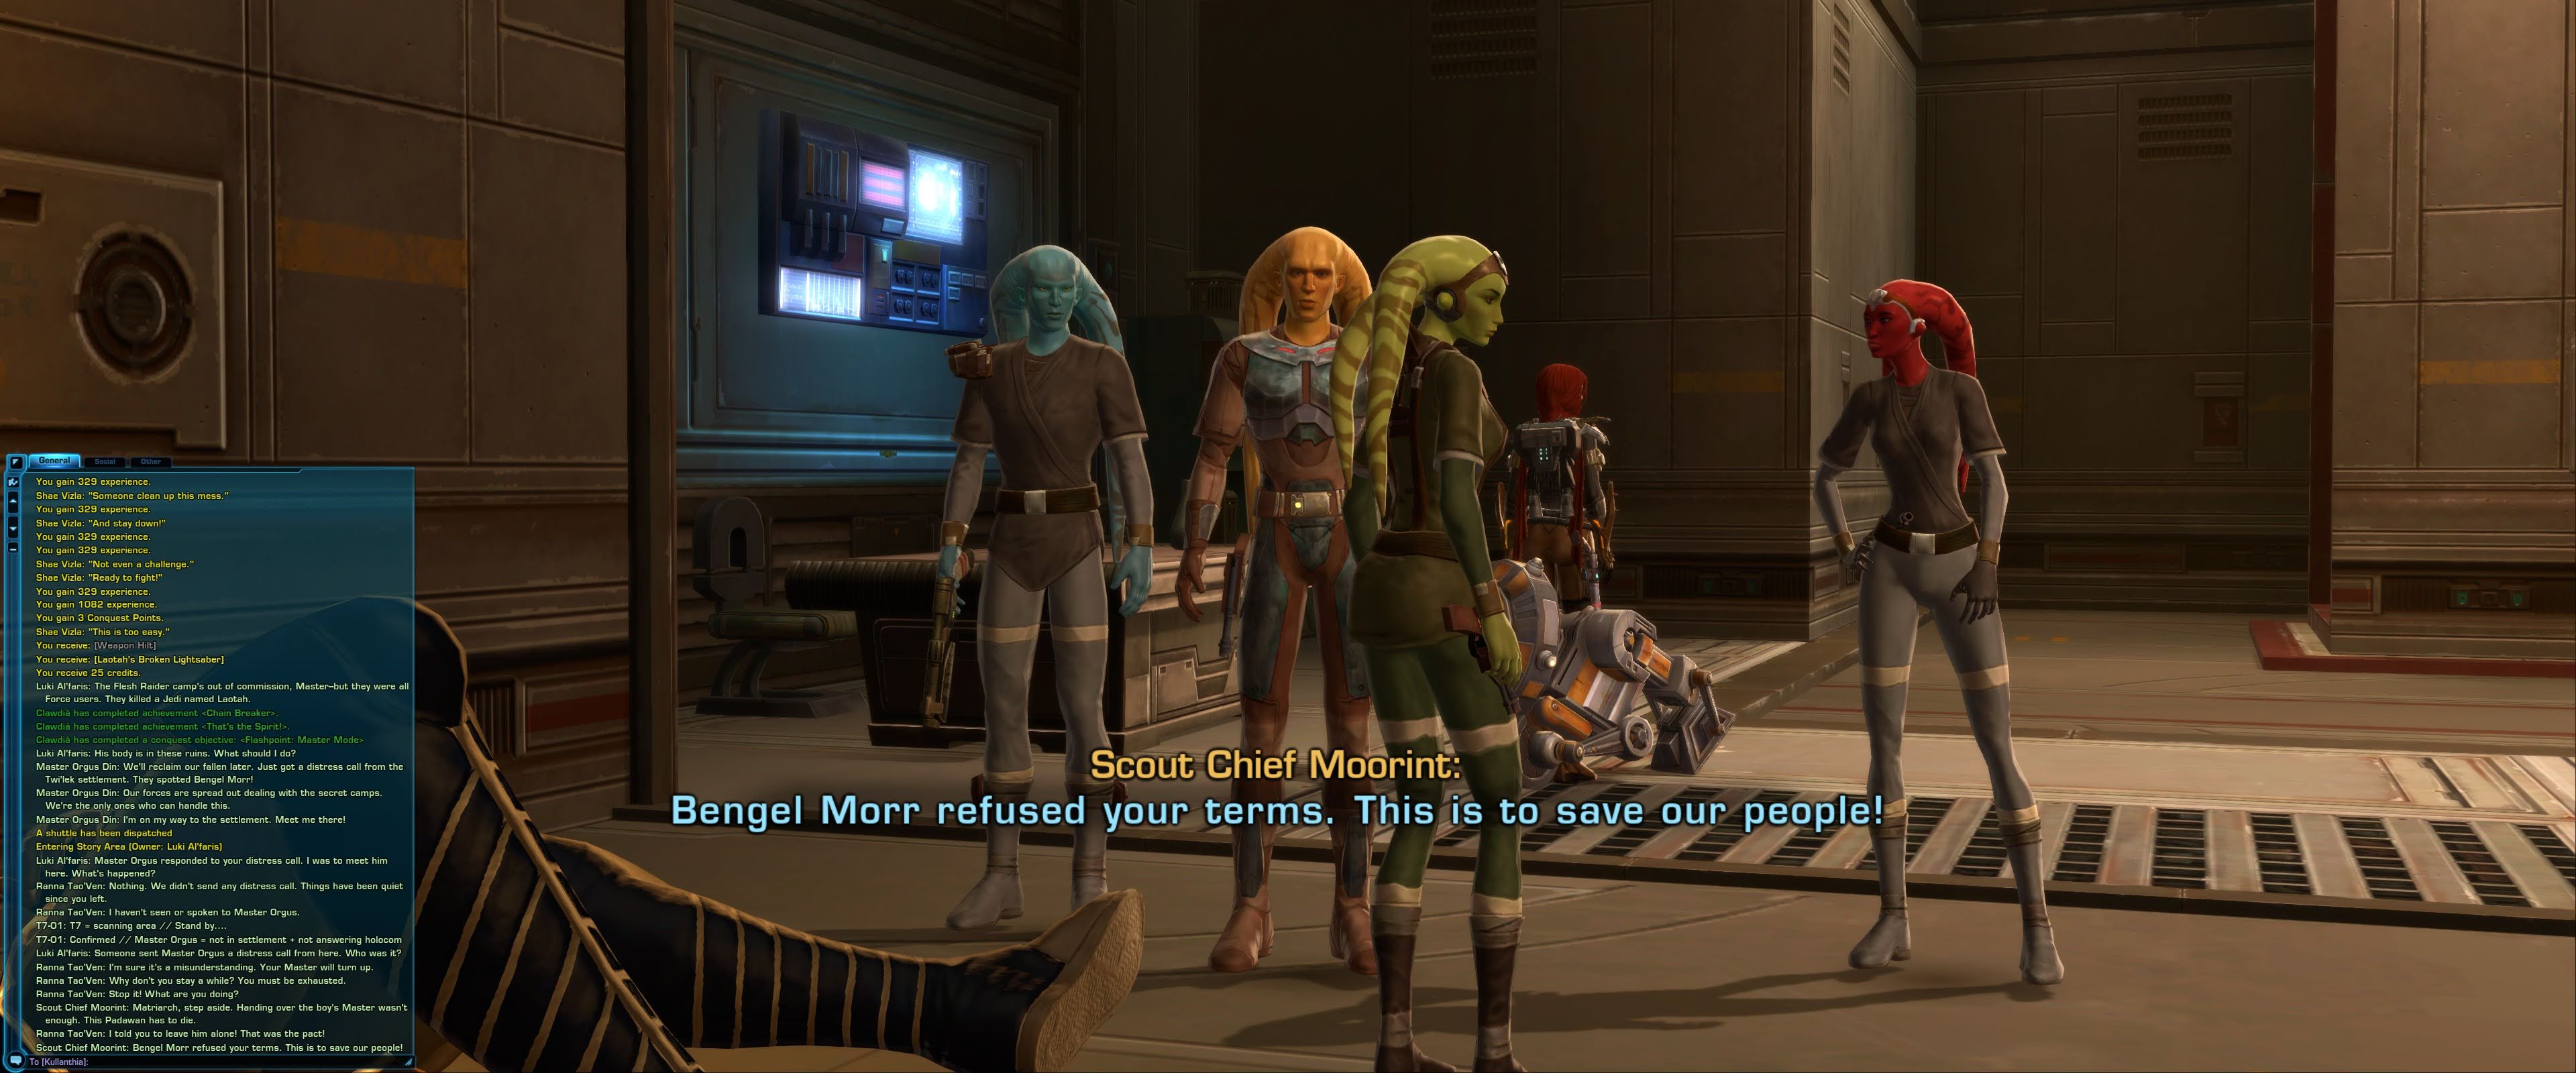 General Social Other
You gain 329 experience.
Shae Vizla: "Someone clean up this mess."
You gain 329 experience.
Shae Vizla: "And stay down!"
You gain 329 experience.
You gain 329 experience.
Shae Vizla: "Not even a challenge."
Shae Vizla: "Ready to fight!"
You gain 329 experience.
You gain 1082 experience.
You gain 3 Conquest Points.
Shae Vizla: "This is too easy."
You receive: [Weapon Hilt]
You receive: [Laotah's Broken Lightsaber]
You receive 25 credits.
Luki Al'faris: The Flesh Raider camp's out of commission, Master—but they were all
Force users. They killed a Jedi named Laotah.
Clawdiä has completed achievement <Chain Breaker>.
Clawdiä has completed achievement <That's the Spirit!>.
Clawdiä has completed a conquest objective: <Flashpoint: Master Mode>
Luki Al'faris: His body is in these ruins. What should I do?
Master Orgus Din: We'll reclaim our fallen later. Just got a distress call from the
Twi'lek settlement. They spotted Bengel Morr!
Master Orgus Din: Our forces are spread out dealing with the secret camps.
We're the only ones who can handle this.
Master Orgus Din: I'm on my way to the settlement. Meet me there!
A shuttle has been dispatched
Entering Story Area (Owner: Luki Al'faris)
Luki Al'faris: Master Orgus responded to your distress call. I was to meet him
here. What's happened?
Ranna Tao'Ven: Nothing. We didn't send any distress call. Things have been quiet
since you left.
Ranna Tao'Ven: I haven't seen or spoken to Master Orgus.
T7-01: T7 = scanning area // Stand by....
T7-01: Confirmed // Master Orgus = not in settlement + not answering holocom
Luki Al'faris: Someone sent Master Orgus a distress call from here. Who was it?
Ranna Tao'Ven: I'm sure it's a misunderstanding. Your Master will turn up.
Ranna Tao'Ven: Why don't you stay a while? You must be exhausted.
Ranna Tao'Ven: Stop it! What are you doing?
Scout Chief Moorint: Matriarch, step aside. Handing over the boy's Master wasn't
enough. This Padawan has to die.
Ranna Tao'Ven: I told you to leave him alone! That was the pact!
Scout Chief Moorint: Bengel Morr refused your terms. This is to save our people!
To [Kullanthia]:
Scout Chief Moorint:
Bengel Morr refused your terms. This is to save our people!